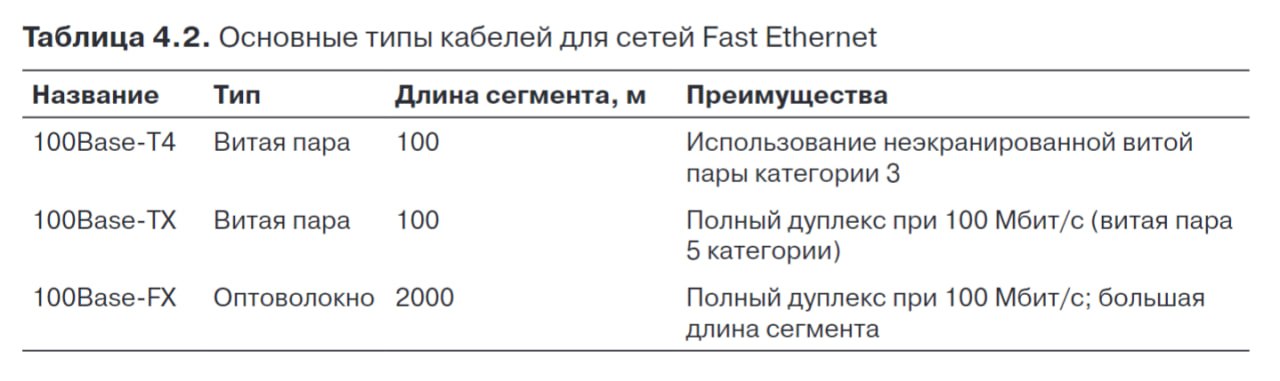 Таблица 4.2. Основные типы кабелей для сетей Fast Ethernet
Название Тип Длина сегмента, м Преимущества
100Base-T4 Витая пара 100 Использование неэкранированной витой
пары категории 3
100Base-TX Витая пара 100 Полный дуплекс при 100 Мбит/с (витая пара
5 категории)
100Base-FX Оптоволокно 2000 Полный дуплекс при 100 Мбит/с; большая
длина сегмента